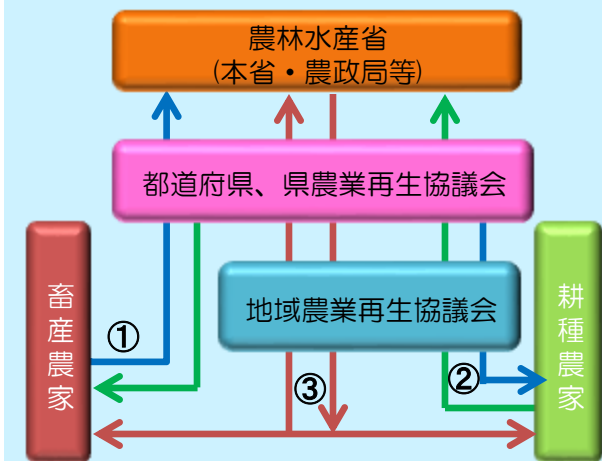 農林水産省
(本省・農政局等)
都道府県、県農業再生協議会
地域農業再生協議会
畜産農家
耕種農家
①
②
③